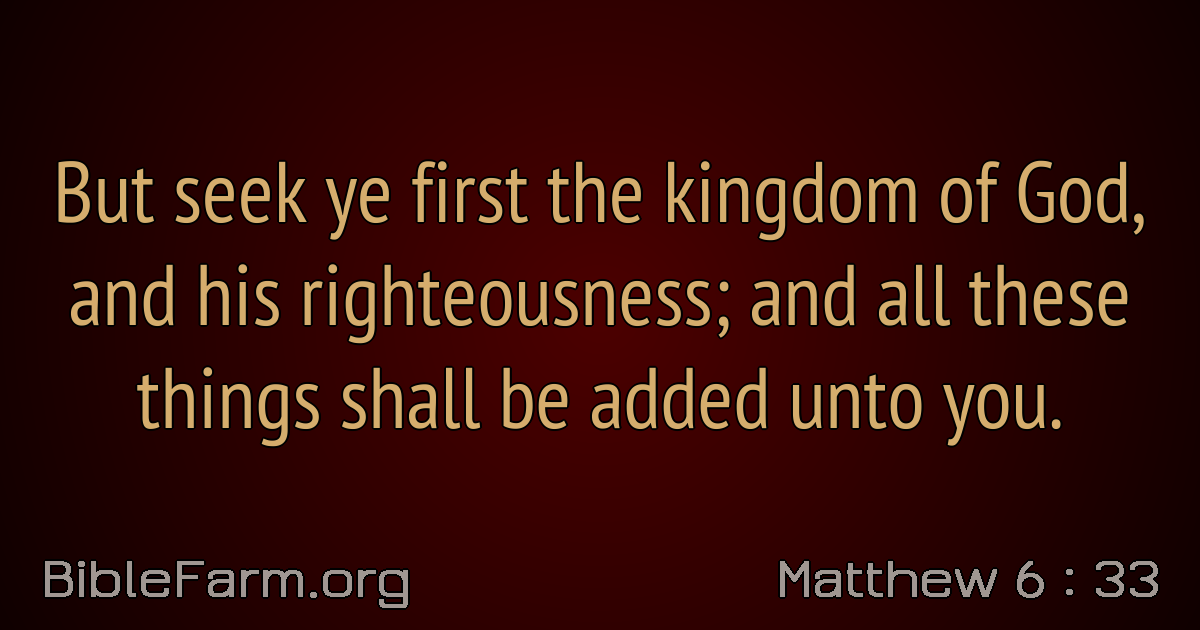 But seek ye first the kingdom of God,
and his righteousness; and all these
things shall be added unto you.
BibleFarm.org
Matthew 6 : 33